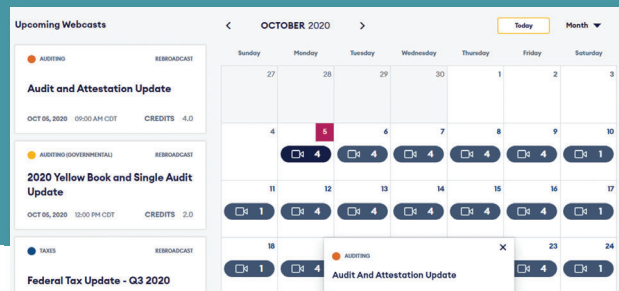 Upcoming Webcasts
AUDITING REBROADCAST
Audit and Attestation Update
OCT 05, 2020 09:00 AM CDT CREDITS 4.0
AUDITING (GOVERNMENTAL) REBROADCAST
2020 Yellow Book and Single Audit
Update
OCT 05, 2020 12:00 PM CDT CREDITS 2.0
TAXES REBROADCAST
Federal Tax Update - Q3 2020
< OCTOBER 2020 >
Today Month
Sunday Monday Tuesday Wednesday Thursday Friday Saturday
27 28 29 30 1 2 3
4 5 6 7 8 9 10
4 4 4 4 4 1
11 12 13 14 15 16 17
1 4 4 4 4 4 1
18 23 24
1 4 4 1
AUDITING
Audit And Attestation Update